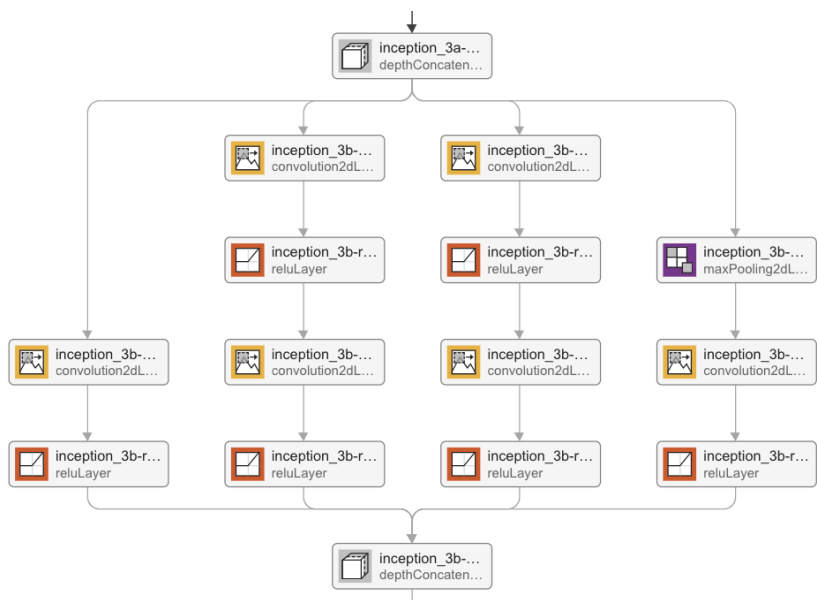 inception_3a-...
depthConcaten...
inception_3b-...
convolution2dL...
inception_3b-...
convolution2dL...
inception_3b-r...
reluLayer
inception_3b-r...
reluLayer
inception_3b-...
maxPooling2dL...
inception_3b-...
convolution2dL...
inception_3b-...
convolution2dL...
inception_3b-...
convolution2dL...
inception_3b-...
convolution2dL...
inception_3b-r...
reluLayer
inception_3b-r...
reluLayer
inception_3b-r...
reluLayer
inception_3b-r...
reluLayer
inception_3b-...
depthConcaten...